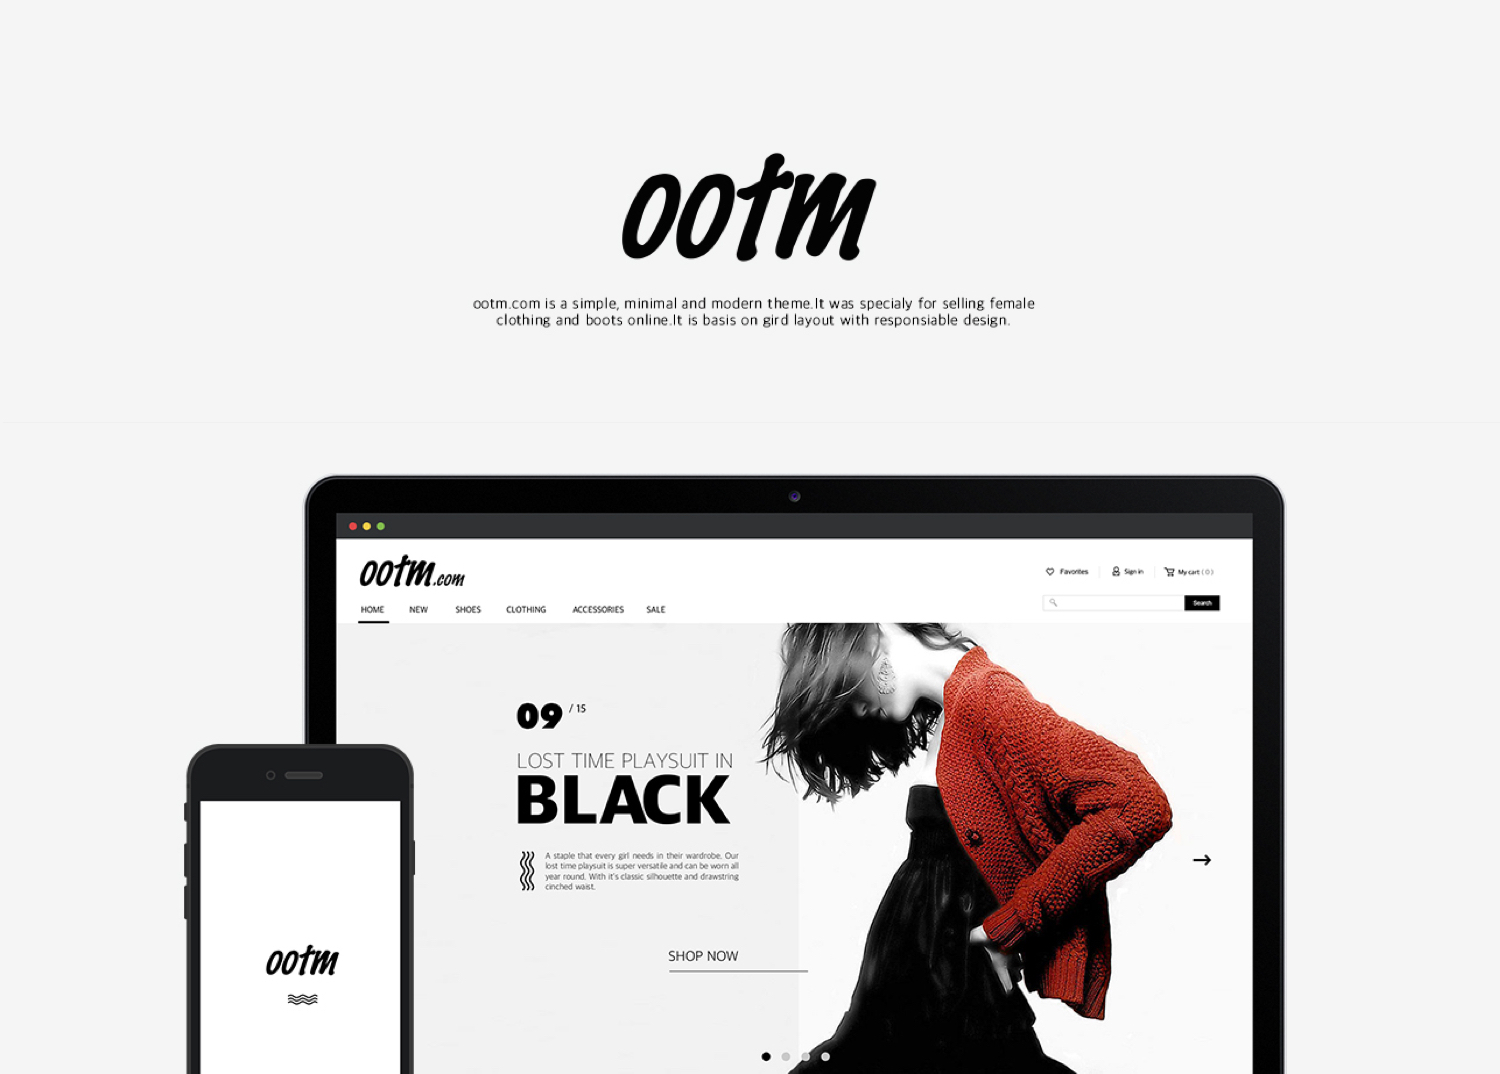 ootm
ootm.com is a simple, minimal and modern theme.It was specialy for selling female
clothing and boots online.It is basis on gird layout with responsiable design.
ootm.com
Favorites
Sign in
My cart ( 0 )
HOME
NEW
SHOES
CLOTHING
ACCESSORIES
SALE
Search
09 / 15
LOST TIME PLAYSUIT IN
BLACK
A staple that every girl needs in their wardrobe. Our
lost time playsuit is super versatile and can be worn all
year round. With it's classic silhouette and drawstring
cinched waist.
SHOP NOW
ootm